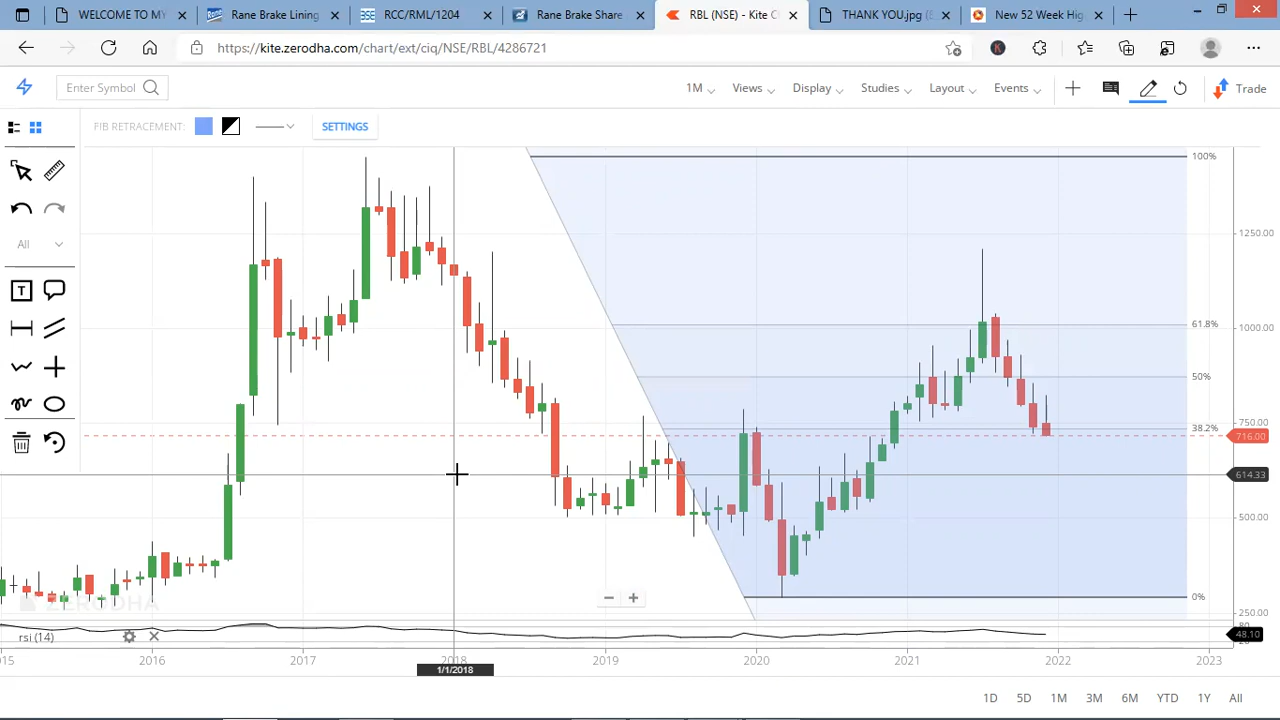 WELCOME TO MY
Rane Brake Lining
RCC/RML/1204
Rane Brake Share
RBL (NSE) - Kite C
THANK YOU.jpg (
New 52 Week Hig
https://kite.zerodha.com/chart/ext/ciq/NSE/RBL/4286721
Enter Symbol
1M Views Display Studies Layout Events Trade
FIB RETRACEMENT: SETTINGS
All
T
100%
1250.00
61.8%
1000.00
50%
750.00
38.2%
716.00
614.33
500.00
0%
250.00
ZERODHA
rsi (14)
80
48.10
15 2016 2017 2018 2019 2020 2021 2022 2023
1/1/2018
1D 5D 1M 3M 6M YTD 1Y All